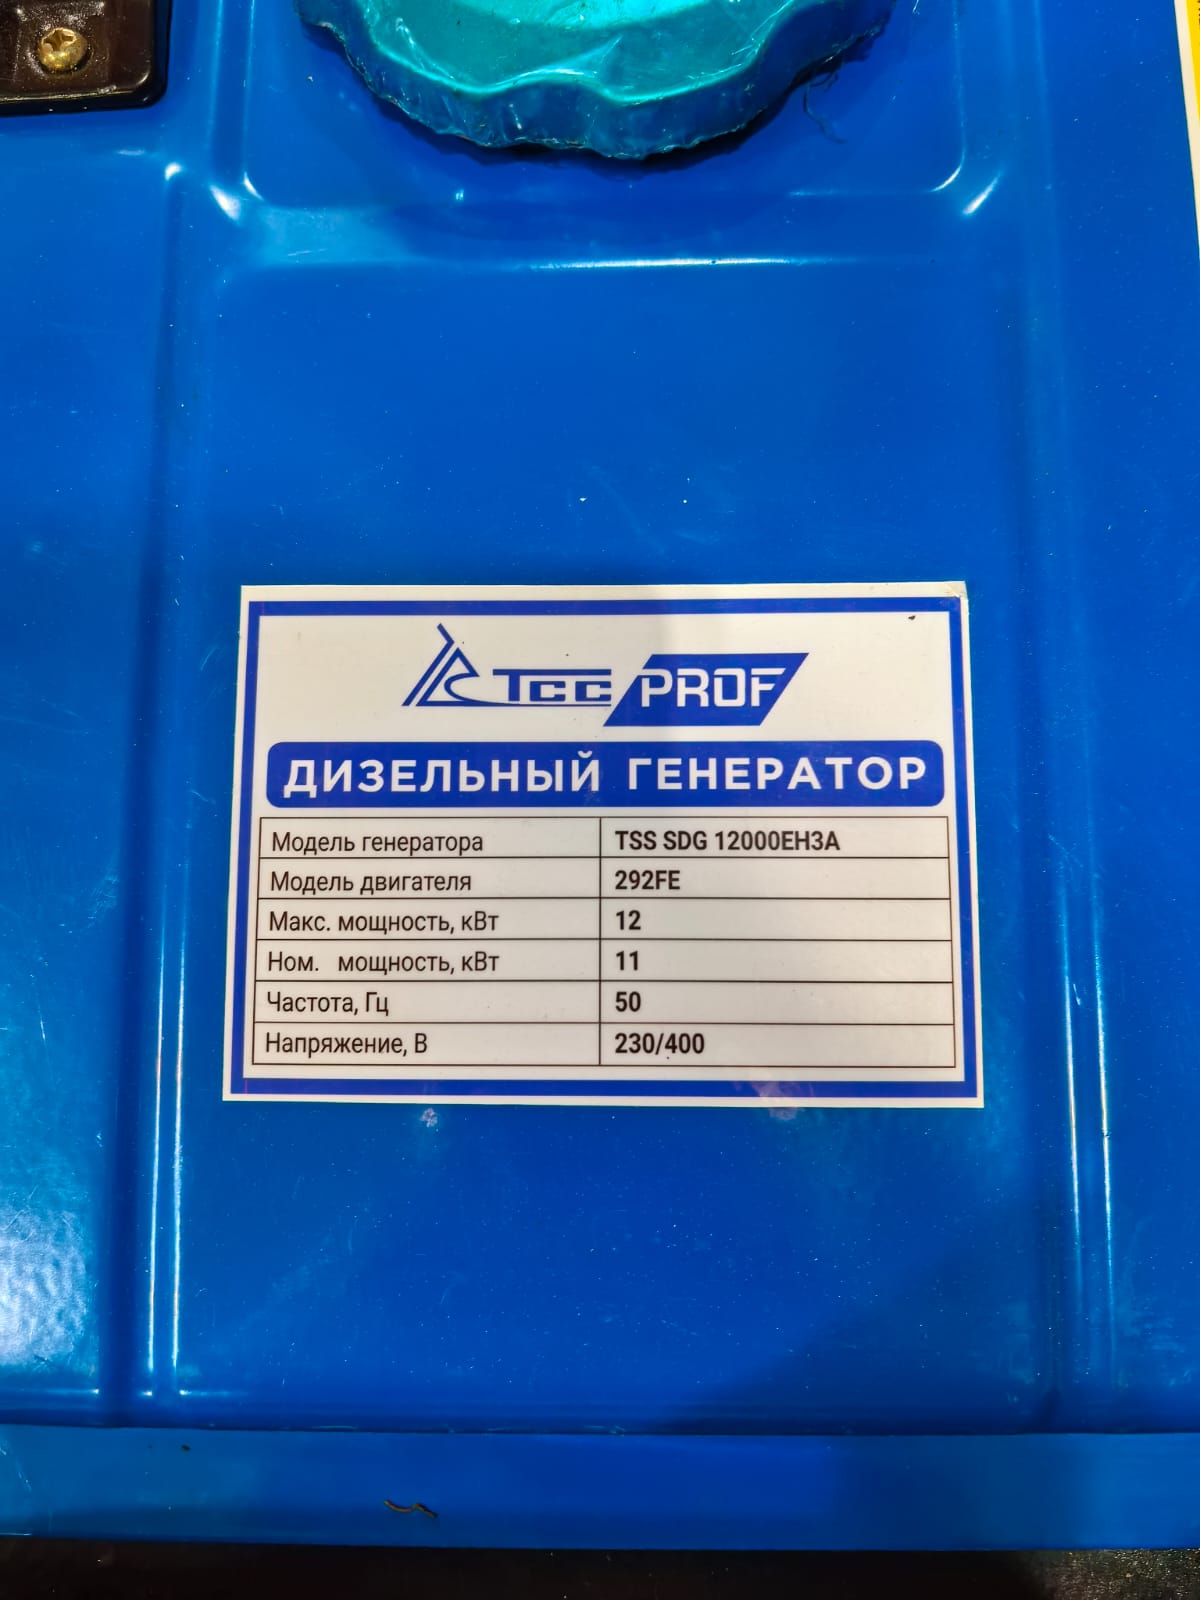 ТСС PROF
ДИЗЕЛЬНЫЙ ГЕНЕРАТОР
Модель генератора TSS SDG 12000EH3A
Модель двигателя 292FE
Макс. мощность, кВт 12
Ном. мощность, кВт 11
Частота, Гц 50
Напряжение, В 230/400